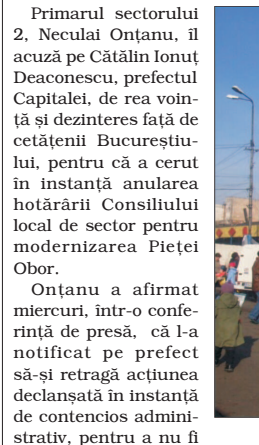 Primarul sectorului
2, Neculai Onțanu, îl
acuză pe Cătălin Ionuț
Deaconescu, prefectul
Capitalei, de rea voin-
ță și dezinteres față de
cetățenii Bucureștiu-
lui, pentru că a cerut
în instanță anularea
hotărârii Consiliului
local de sector pentru
modernizarea Pieței
Obor.
Onțanu a afirmat
miercuri, într-o confe-
rință de presă, că l-a
notificat pe prefect
să-și retragă acțiunea
declanșată în instanță
de contencios admini-
strativ, pentru a nu fi